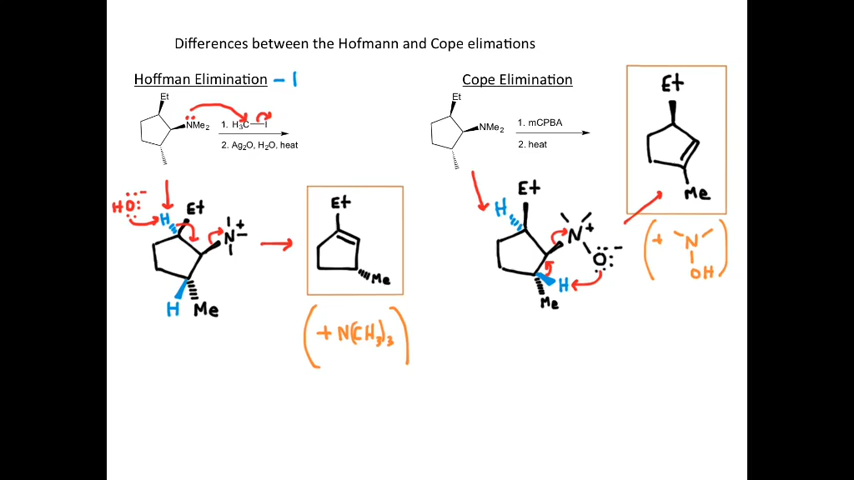 Differences between the Hofmann and Cope elimations
Hoffman Elimination - 1
Cope Elimination
Et
NMe2
1. H3C—I
2. Ag2O, H2O. heat
Et
NMe2
1. mCPBA
2. heat
Et
Me
HO:-
H
Et
N+
H
Me
Et
Me
(+ N(CH3)3)
Et
H
N+
O:-
H
Me
(+ N
OH)